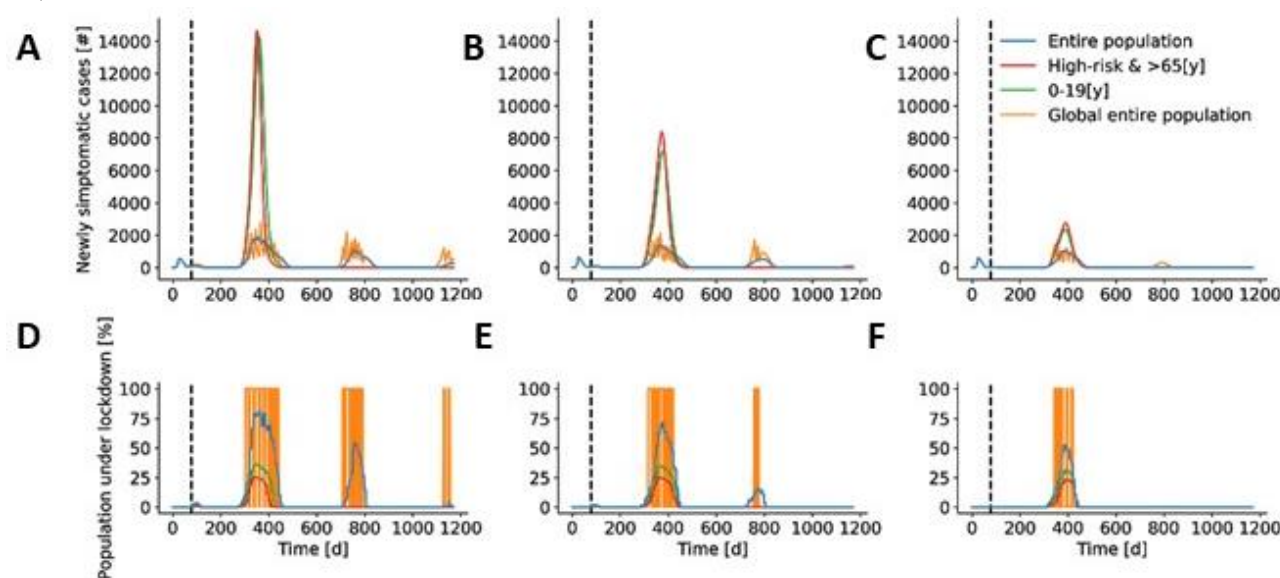 A
B
C
Newly symptomatic cases [#]
14000
12000
10000
8000
6000
4000
2000
0
0 200 400 600 800 1000 1200
14000
12000
10000
8000
6000
4000
2000
0
0 200 400 600 800 1000 1200
14000
12000
10000
8000
6000
4000
2000
0
0 200 400 600 800 1000 1200
Entire population
High-risk & >65[y]
0-19[y]
Global entire population
D
E
F
Population under lockdown [%]
100
75
50
25
0
0 200 400 600 800 1000 1200
Time [d]
100
75
50
25
0
0 200 400 600 800 1000 1200
Time [d]
100
75
50
25
0
0 200 400 600 800 1000 1200
Time [d]